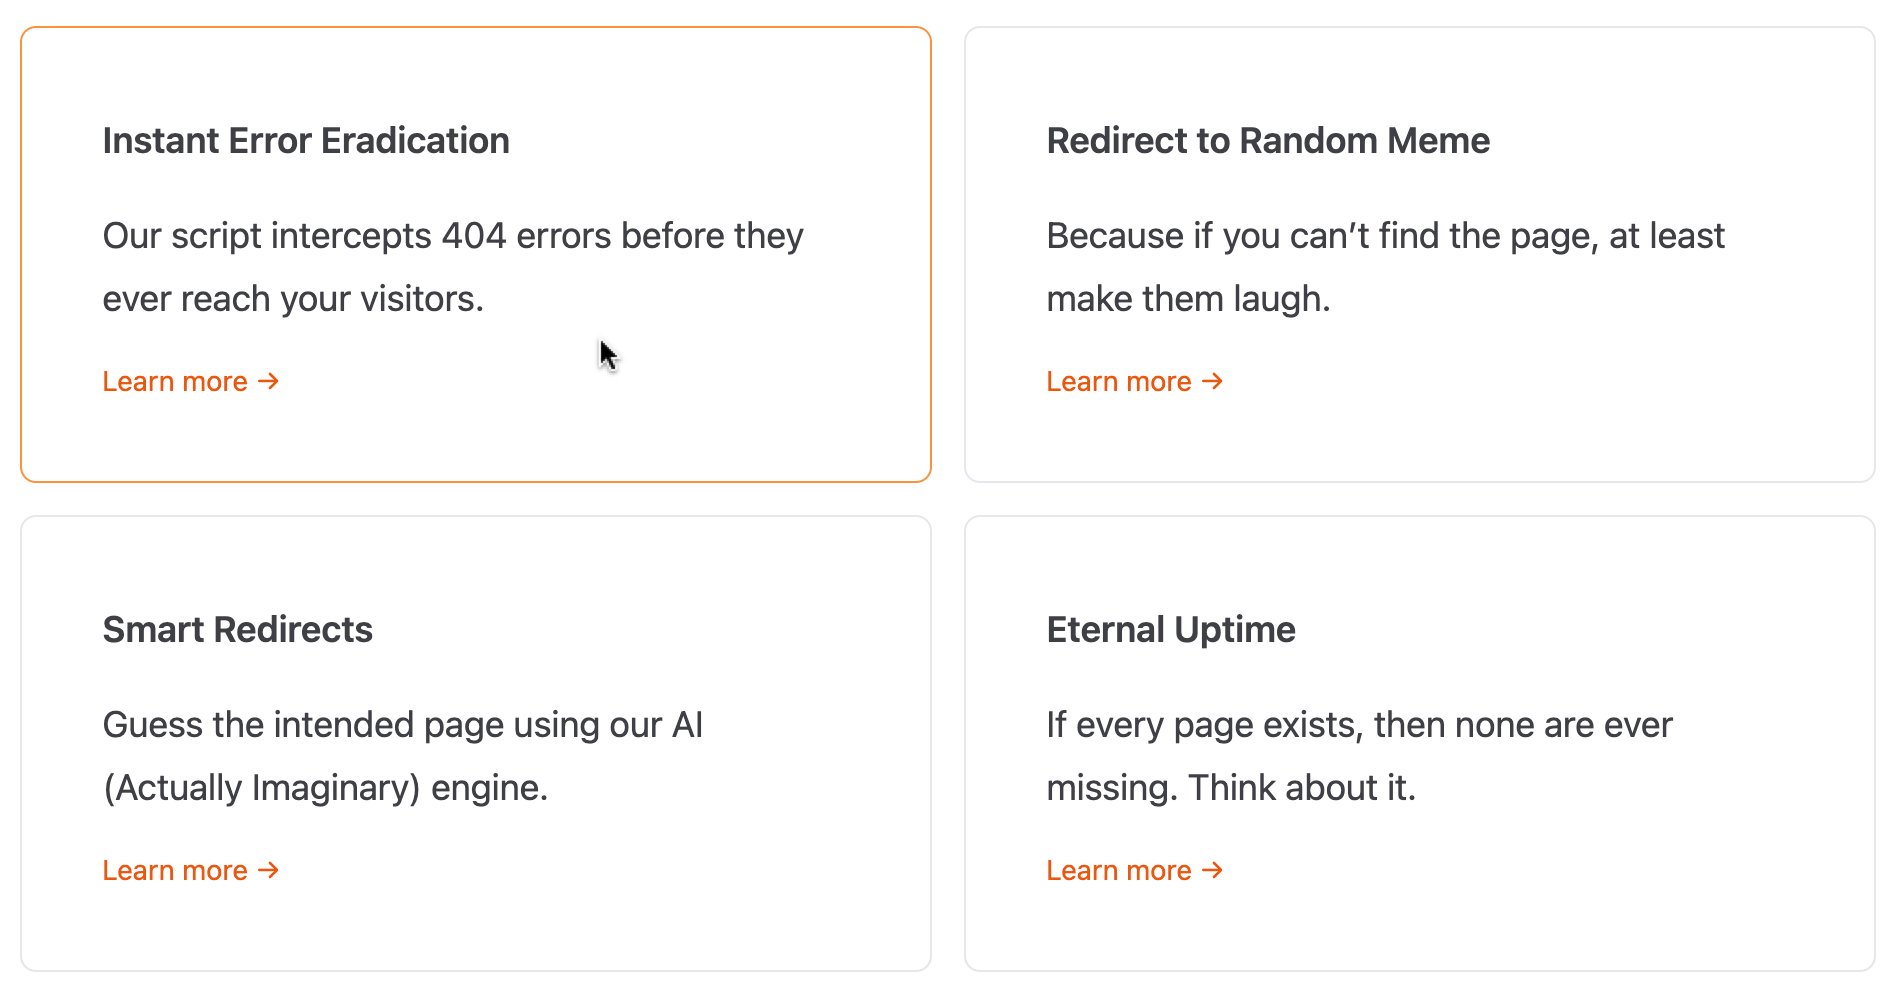 Instant Error Eradication
Our script intercepts 404 errors before they
ever reach your visitors.
Learn more →
Redirect to Random Meme
Because if you can’t find the page, at least
make them laugh.
Learn more →
Smart Redirects
Guess the intended page using our AI
(Actually Imaginary) engine.
Learn more →
Eternal Uptime
If every page exists, then none are ever
missing. Think about it.
Learn more →